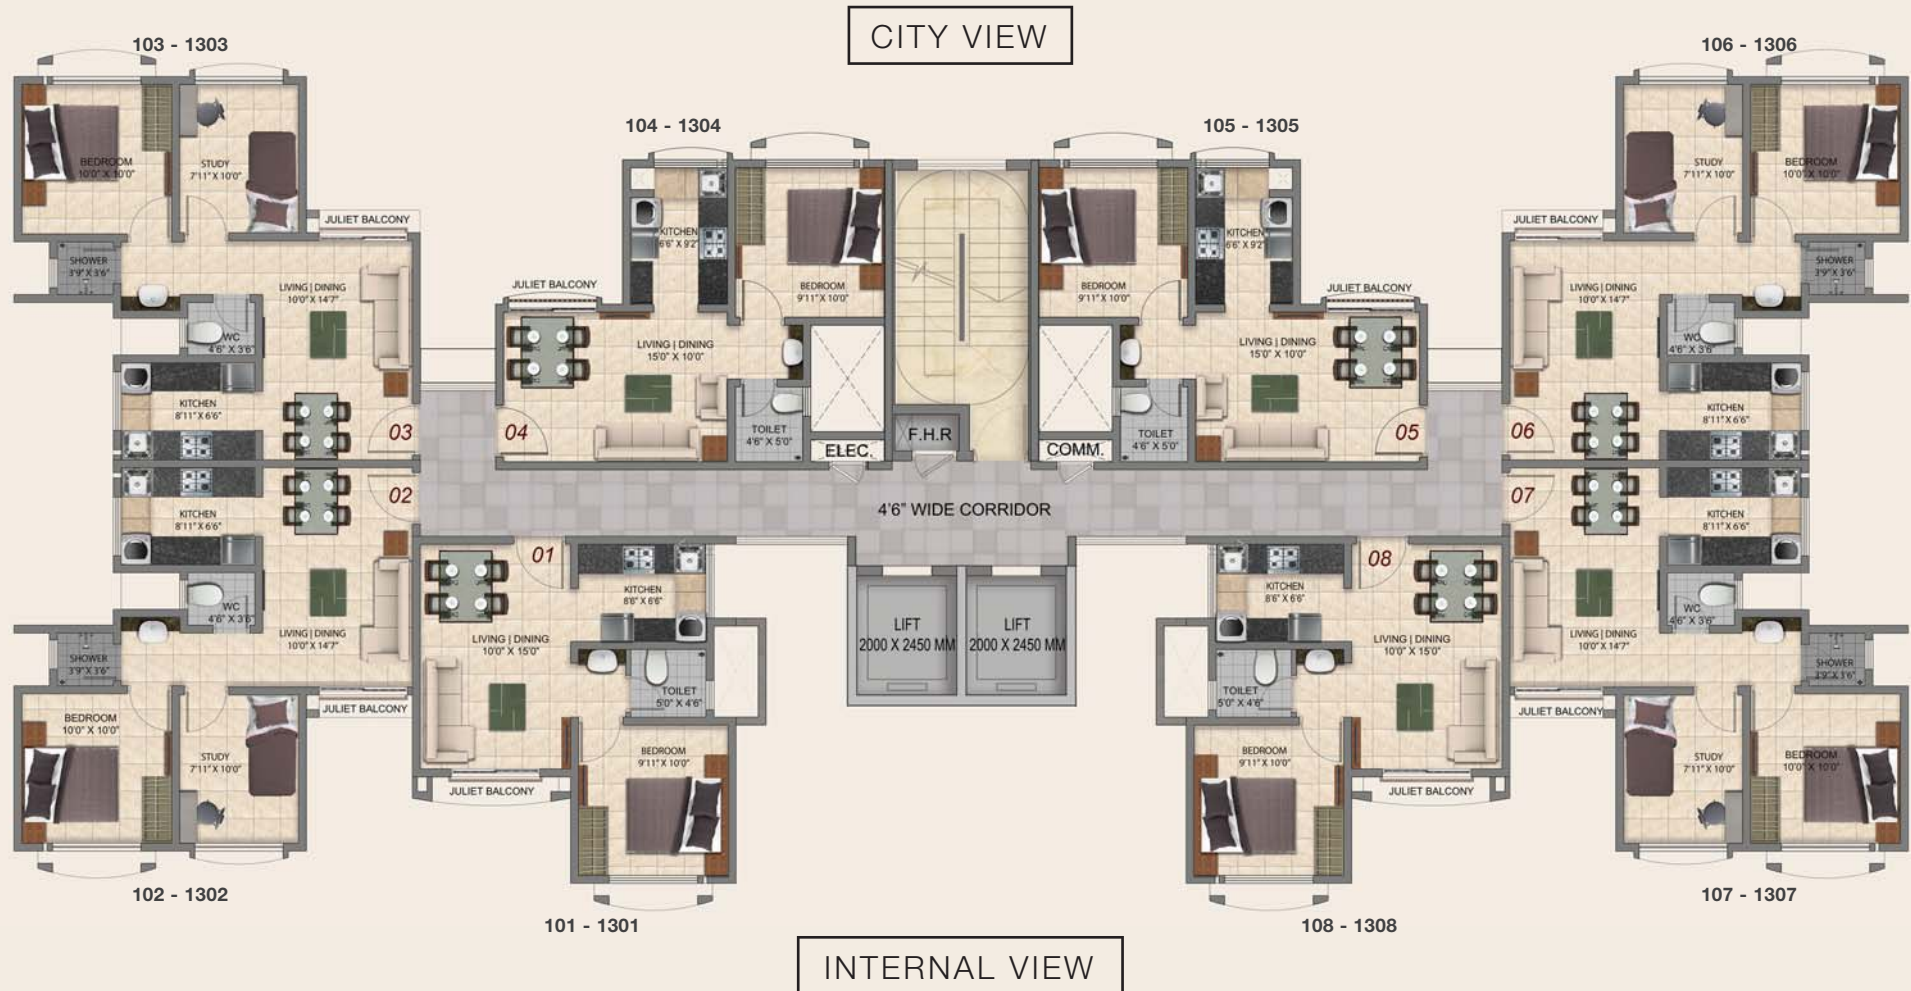 CITY VIEW
103 - 1303
BEDROOM
10'0" X 10'0"
STUDY
7'11" X 10'0"
JULIET BALCONY
SHOWER
3'9" X 3'6"
LIVING | DINING
10'0" X 14'7"
WC
4'6" X 3'6"
KITCHEN
8'11" X 6'6"
03
104 - 1304
KITCHEN
6'6" X 9'2"
BEDROOM
9'11" X 10'0"
JULIET BALCONY
LIVING | DINING
15'0" X 10'0"
TOILET
4'6" X 5'0"
04
ELEC.
F.H.R
COMM.
105 - 1305
BEDROOM
9'11" X 10'0"
KITCHEN
6'6" X 9'2"
JULIET BALCONY
LIVING | DINING
15'0" X 10'0"
TOILET
4'6" X 5'0"
05
106 - 1306
STUDY
7'11" X 10'0"
BEDROOM
10'0" X 10'0"
JULIET BALCONY
SHOWER
3'9" X 3'6"
LIVING | DINING
10'0" X 14'7"
WC
4'6" X 3'6"
KITCHEN
8'11" X 6'6"
06
4'6" WIDE CORRIDOR
02
KITCHEN
8'11" X 6'6"
WC
4'6" X 3'6"
LIVING | DINING
10'0" X 14'7"
SHOWER
3'9" X 3'6"
JULIET BALCONY
BEDROOM
10'0" X 10'0"
STUDY
7'11" X 10'0"
102 - 1302
01
KITCHEN
8'6" X 6'6"
LIVING | DINING
10'0" X 15'0"
TOILET
5'0" X 4'6"
BEDROOM
9'11" X 10'0"
JULIET BALCONY
101 - 1301
LIFT
2000 X 2450 MM
LIFT
2000 X 2450 MM
08
KITCHEN
8'6" X 6'6"
LIVING | DINING
10'0" X 15'0"
TOILET
5'0" X 4'6"
BEDROOM
9'11" X 10'0"
JULIET BALCONY
108 - 1308
07
KITCHEN
8'11" X 6'6"
WC
4'6" X 3'6"
LIVING | DINING
10'0" X 14'7"
SHOWER
3'9" X 3'6"
JULIET BALCONY
STUDY
7'11" X 10'0"
BEDROOM
10'0" X 10'0"
107 - 1307
INTERNAL VIEW